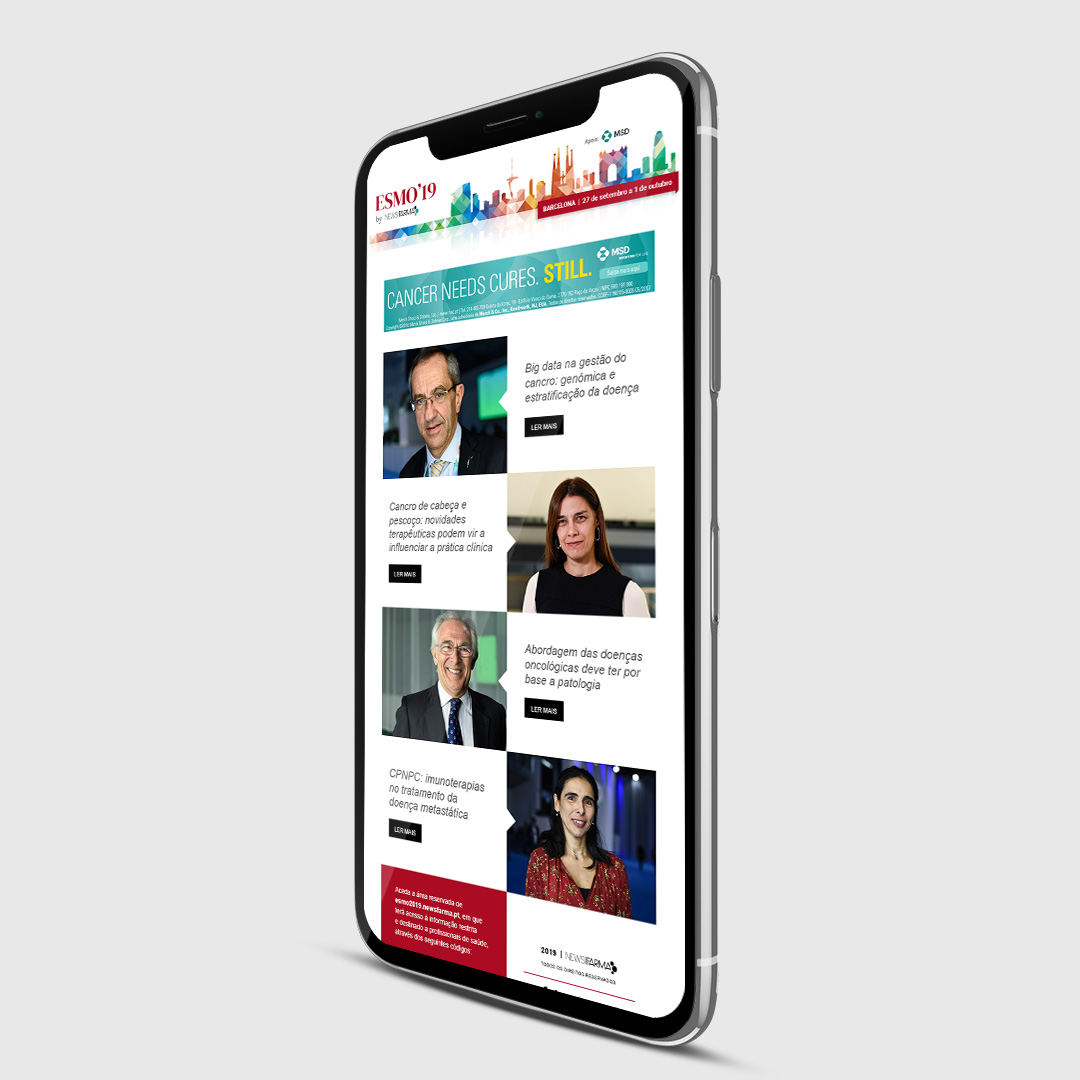 Apoio: MSD
ESMO'19
by NEWSFARMA
BARCELONA | 27 de setembro a 1 de outubro
MSD
CANCER NEEDS CURES. STILL.
Saiba mais aqui
Big data na gestão do
cancro: genómica e
estratificação da doença
LER MAIS
Cancro de cabeça e
pescoço: novidades
terapêuticas podem vir a
influenciar a prática clínica
LER MAIS
Abordagem das doenças
oncológicas deve ter por
base a patologia
LER MAIS
CPNPC: imunoterapias
no tratamento da
doença metastática
LER MAIS
Aceda à área reservada de
esmo2019.newsfarma.pt, em que
terá acesso à informação restrita
e destinado a profissionais de saúde,
através dos seguintes códigos:
2019 | NEWSFARMA
TODOS OS DIREITOS RESERVADOS